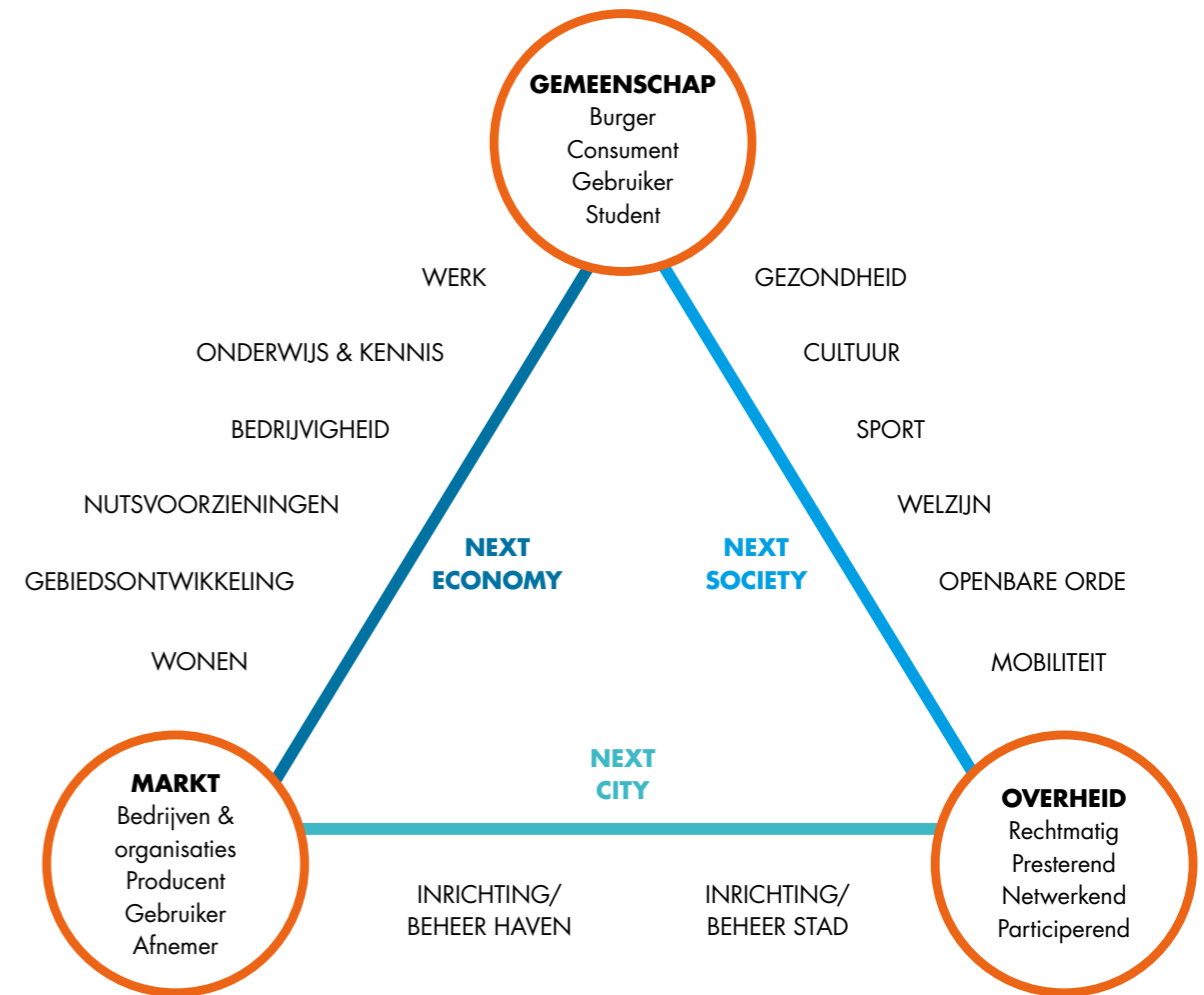 GEMEENSCHAP
Burger
Consument
Gebruiker
Student
WERK
GEZONDHEID
ONDERWIJS & KENNIS
CULTUUR
BEDRIJVIGHEID
SPORT
NUTSVOORZIENINGEN
WELZIJN
NEXT
ECONOMY
NEXT
SOCIETY
GEBIEDSONTWIKKELING
OPENBARE ORDE
WONEN
MOBILITEIT
NEXT
CITY
MARKT
Bedrijven &
organisaties
Producent
Gebruiker
Afnemer
OVERHEID
Rechtmatig
Presterend
Netwerkend
Participerend
INRICHTING/
BEHEER HAVEN
INRICHTING/
BEHEER STAD